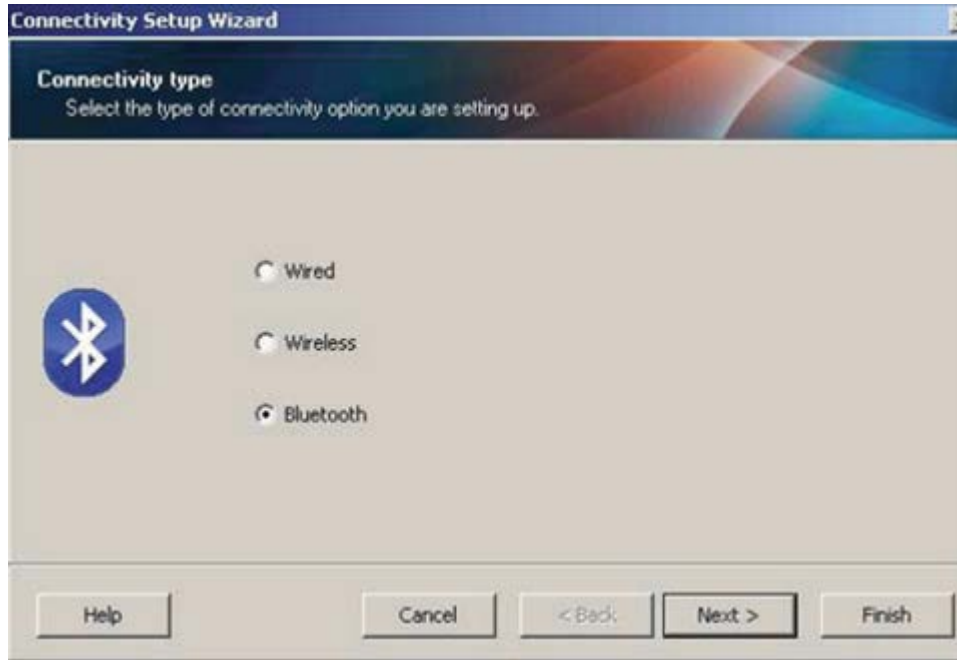 Connectivity Setup Wizard
Connectivity type
Select the type of connectivity option you are setting up.
Wired
Wireless
Bluetooth
Help Cancel < Back Next > Finish